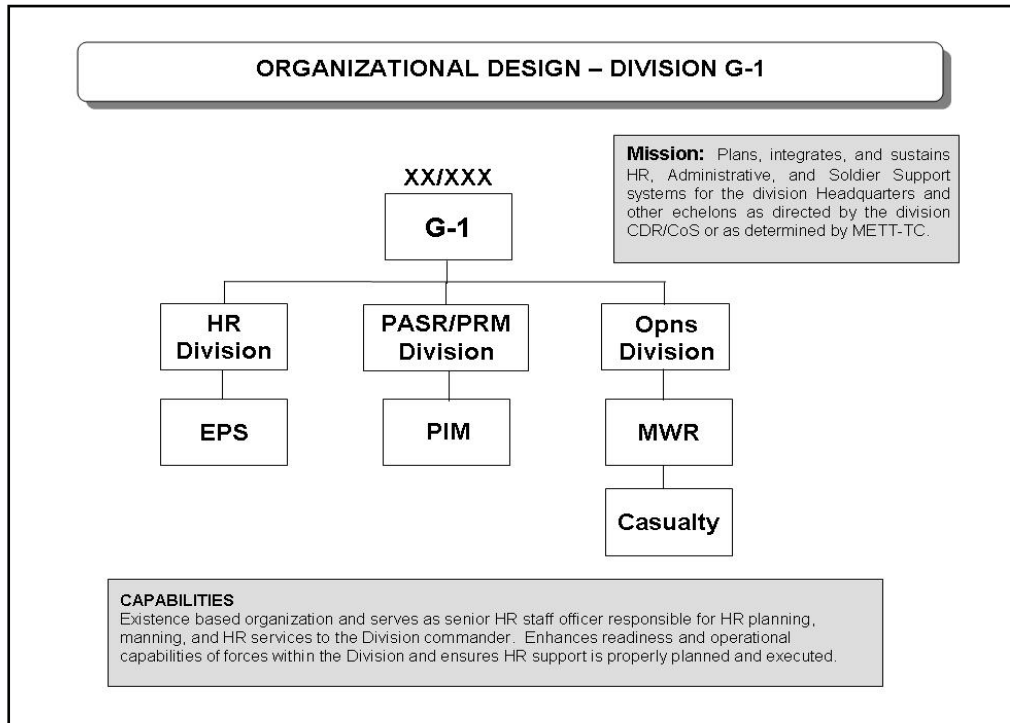 ORGANIZATIONAL DESIGN – DIVISION G-1
Mission: Plans, integrates, and sustains
HR, Administrative, and Soldier Support
systems for the division Headquarters and
other echelons as directed by the division
CDR/CoS or as determined by METT-TC.
XX/XXX
G-1
HR
Division
PASR/PRM
Division
Opns
Division
EPS
PIM
MWR
Casualty
CAPABILITIES
Existence based organization and serves as senior HR staff officer responsible for HR planning,
manning, and HR services to the Division commander. Enhances readiness and operational
capabilities of forces within the Division and ensures HR support is properly planned and executed.